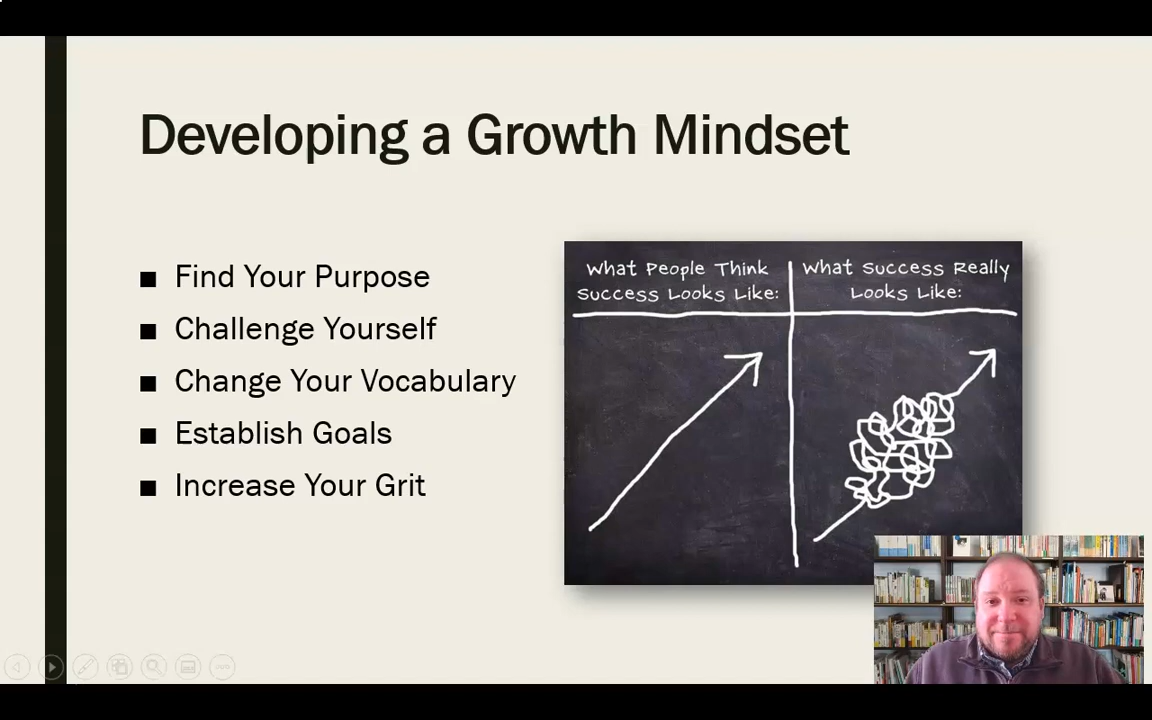 Developing a Growth Mindset
Find Your Purpose
Challenge Yourself
Change Your Vocabulary
Establish Goals
Increase Your Grit
What People Think
Success Looks Like:
What Success Really
Looks Like: